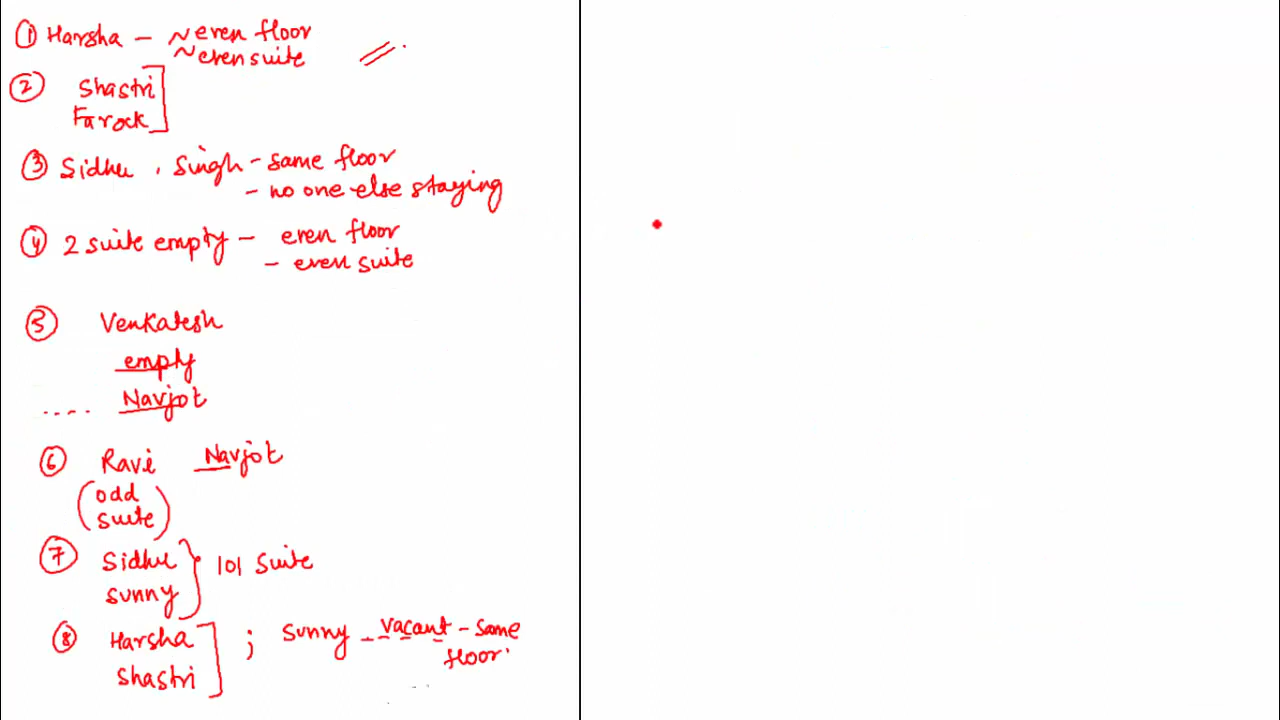 ① Harsha – ~even floor
~even suite
② Shastri
Farock
③ Sidhu , Singh - same floor
- no one else staying
④ 2 suite empty – even floor
- even suite
⑤ Venkatesh
empty
.... Navjot
⑥ Ravi Navjot
(odd
suite)
⑦ Sidhu } 101 suite
sunny
⑧ Harsha ] ; sunny - vacant - same
Shastri floor